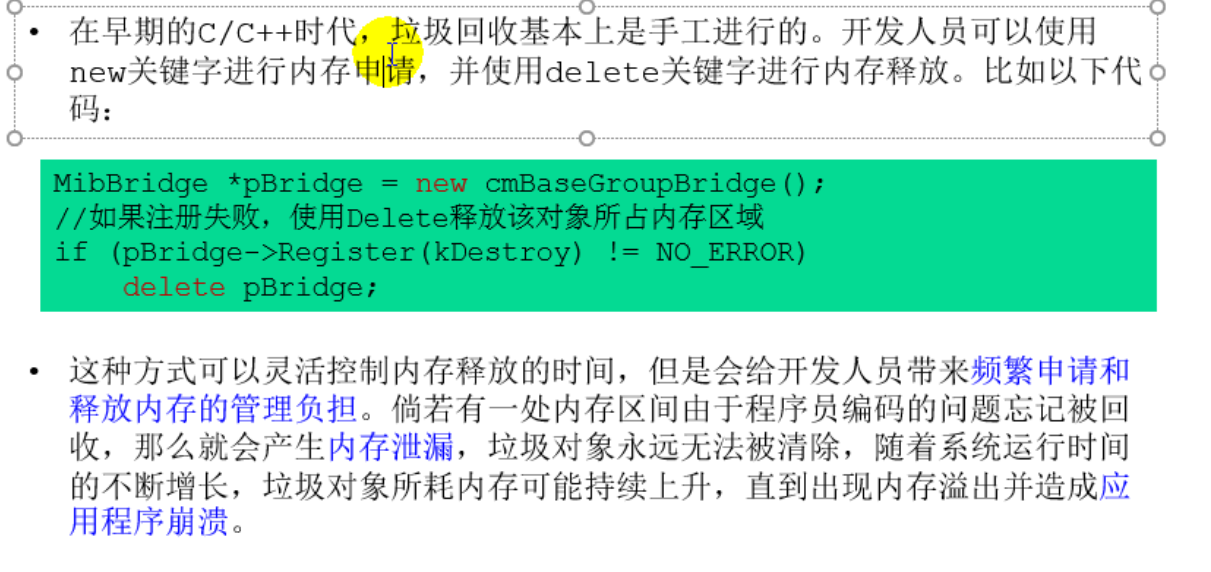 • 在早期的C/C++时代，垃圾回收基本上是手工进行的。开发人员可以使用
new关键字进行内存申请，并使用delete关键字进行内存释放。比如以下代
码：
MibBridge *pBridge = new cmBaseGroupBridge();
//如果注册失败，使用Delete释放该对象所占内存区域
if (pBridge->Register(kDestroy) != NO_ERROR)
    delete pBridge;
• 这种方式可以灵活控制内存释放的时间，但是会给开发人员带来频繁申请和
释放内存的管理负担。倘若有一处内存区间由于程序员编码的问题忘记被回
收，那么就会产生内存泄漏，垃圾对象永远无法被清除，随着系统运行时间
的不断增长，垃圾对象所耗内存可能持续上升，直到出现内存溢出并造成应
用程序崩溃。